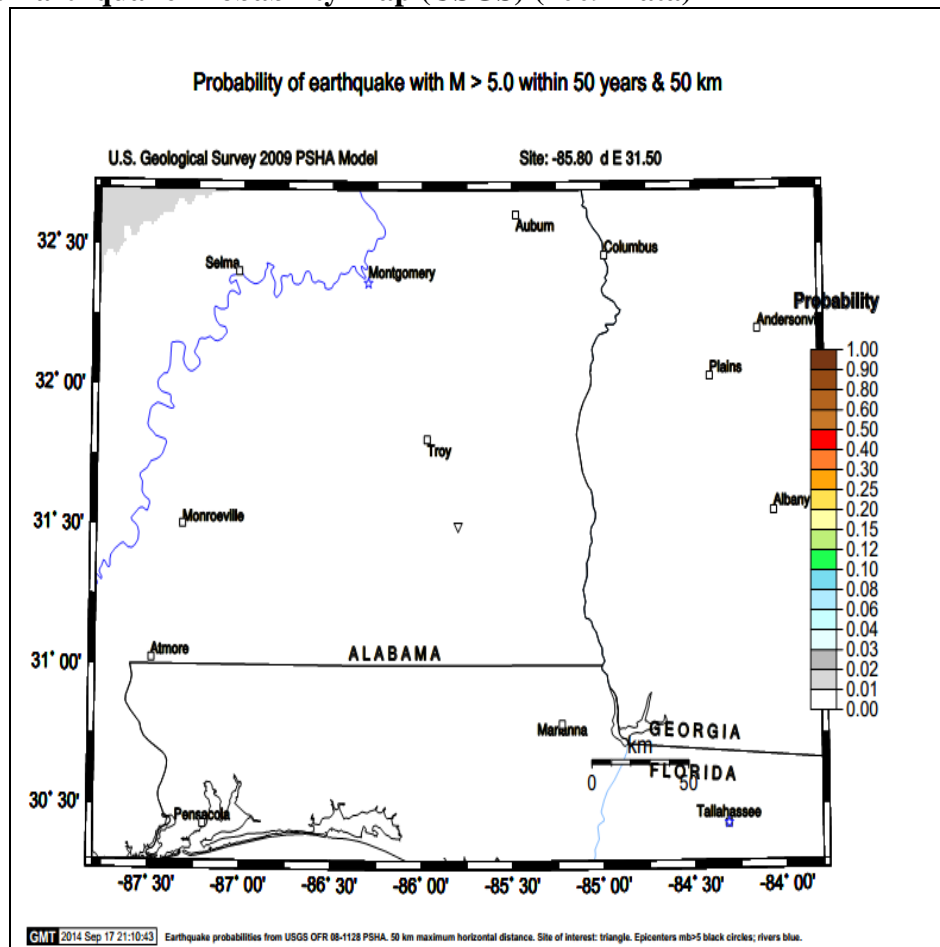 Probability of earthquake with M > 5.0 within 50 years & 50 km
U.S. Geological Survey 2009 PSHA Model Site: -85.80 d E 31.50
Auburn
32° 30'
Columbus
Selma
Montgomery
Probability
Andersonvi
Plains
32° 00'
1.00
0.90
0.80
0.60
0.50
0.40
0.30
0.25
0.20
0.15
0.12
0.10
0.08
0.06
0.04
0.03
0.02
0.01
0.00
Troy
Albany
31° 30'
Monroeville
Atmore
ALABAMA
31° 00'
Marianna
GEORGIA
km
0 50
FLORIDA
30° 30'
Pensacola
Tallahassee
-87° 30' -87° 00' -86° 30' -86° 00' -85° 30' -85° 00' -84° 30' -84° 00'
GMT 2014 Sep 17 21:10:43 Earthquake probabilities from USGS OFR 08-1128 PSHA. 50 km maximum horizontal distance. Site of interest: triangle. Epicenters mb>5 black circles; rivers blue.